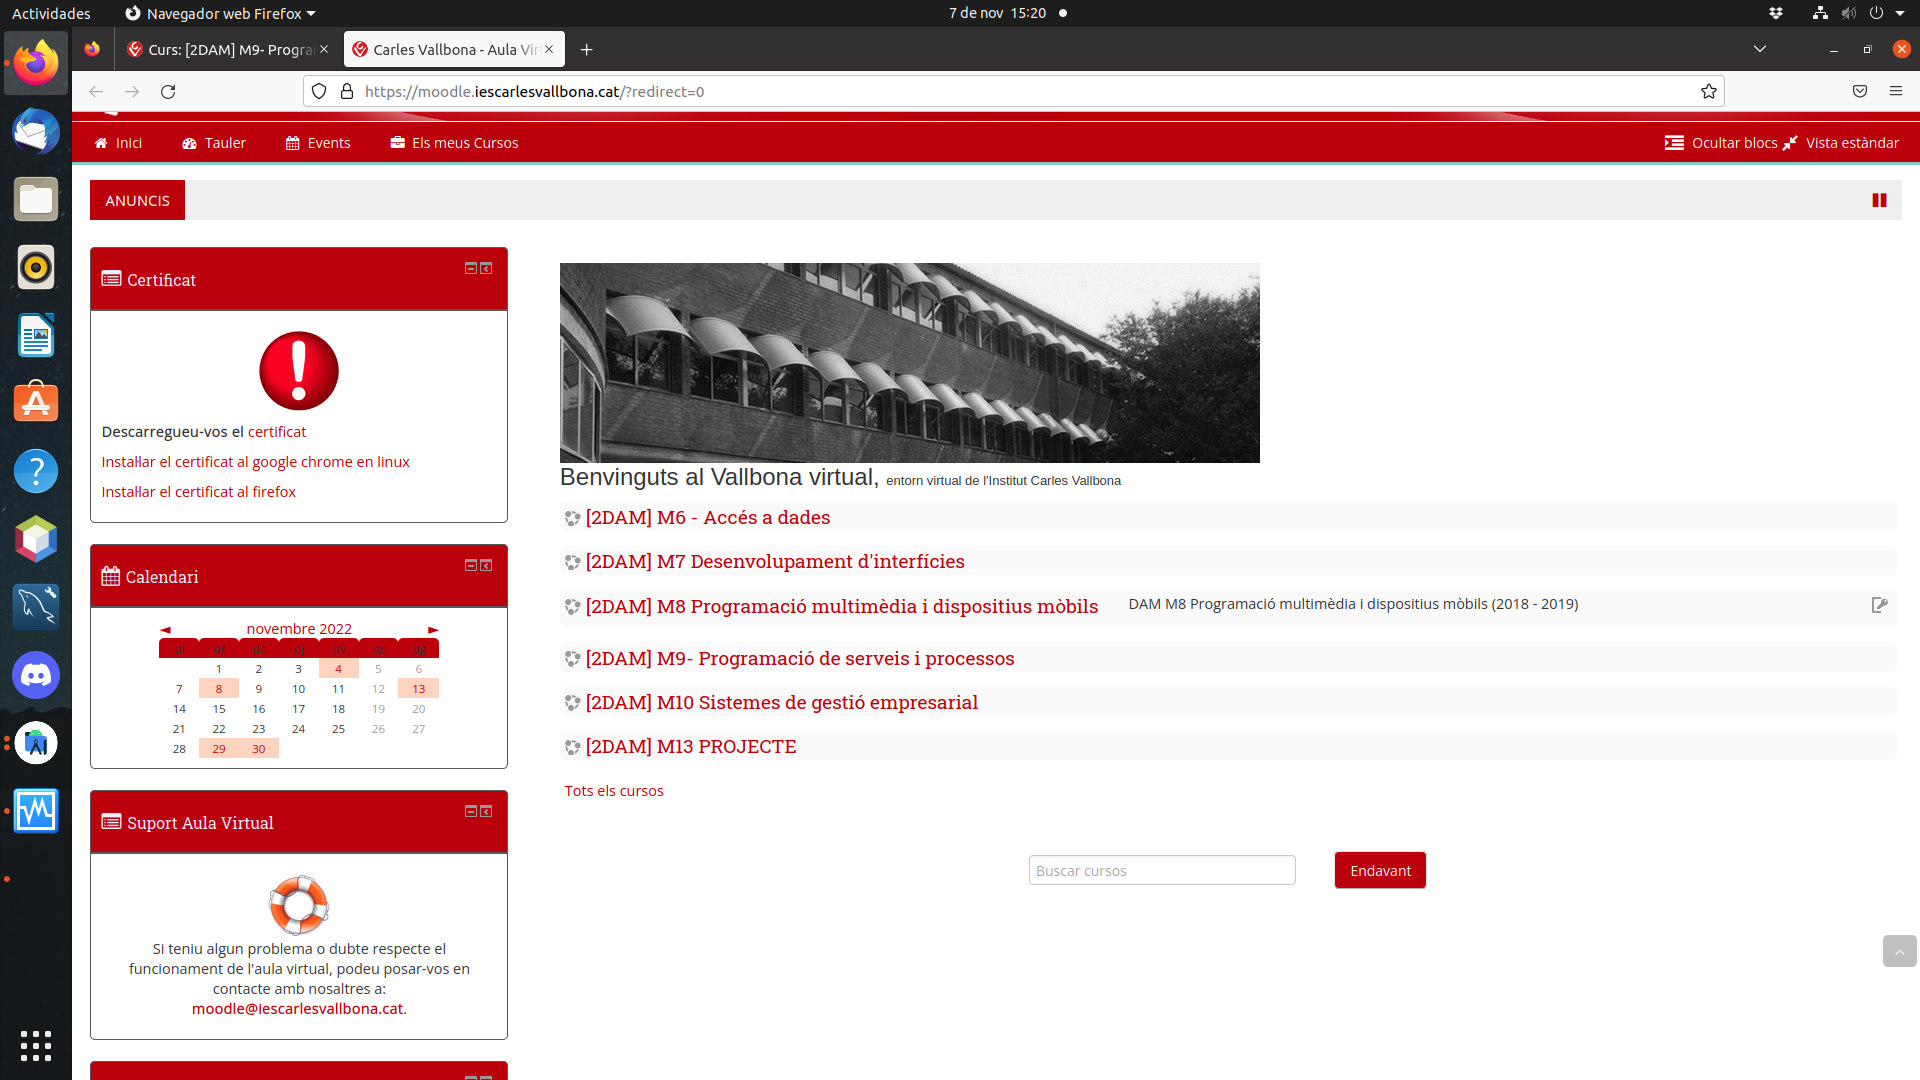 Actividades
Navegador web Firefox
7 de nov 15:20
Curs: [2DAM] M9- Progra
Carles Vallbona - Aula Vir
https://moodle.iescarlesvallbona.cat/?redirect=0
Inici
Tauler
Events
Els meus Cursos
Ocultar blocs
Vista estàndar
ANUNCIS
Certificat
Descarregueu-vos el certificat
Instal·lar el certificat al google chrome en linux
Instal·lar el certificat al firefox
Calendari
◄ novembre 2022 ►
dl dt dc dj dv ds dg
1 2 3 4 5 6
7 8 9 10 11 12 13
14 15 16 17 18 19 20
21 22 23 24 25 26 27
28 29 30
Suport Aula Virtual
Si teniu algun problema o dubte respecte el
funcionament de l'aula virtual, podeu posar-vos en
contacte amb nosaltres a:
moodle@iescarlesvallbona.cat.
Benvinguts al Vallbona virtual, entorn virtual de l'Institut Carles Vallbona
[2DAM] M6 - Accés a dades
[2DAM] M7 Desenvolupament d'interfícies
[2DAM] M8 Programació multimèdia i dispositius mòbils
DAM M8 Programació multimèdia i dispositius mòbils (2018 - 2019)
[2DAM] M9- Programació de serveis i processos
[2DAM] M10 Sistemes de gestió empresarial
[2DAM] M13 PROJECTE
Tots els cursos
Buscar cursos
Endavant